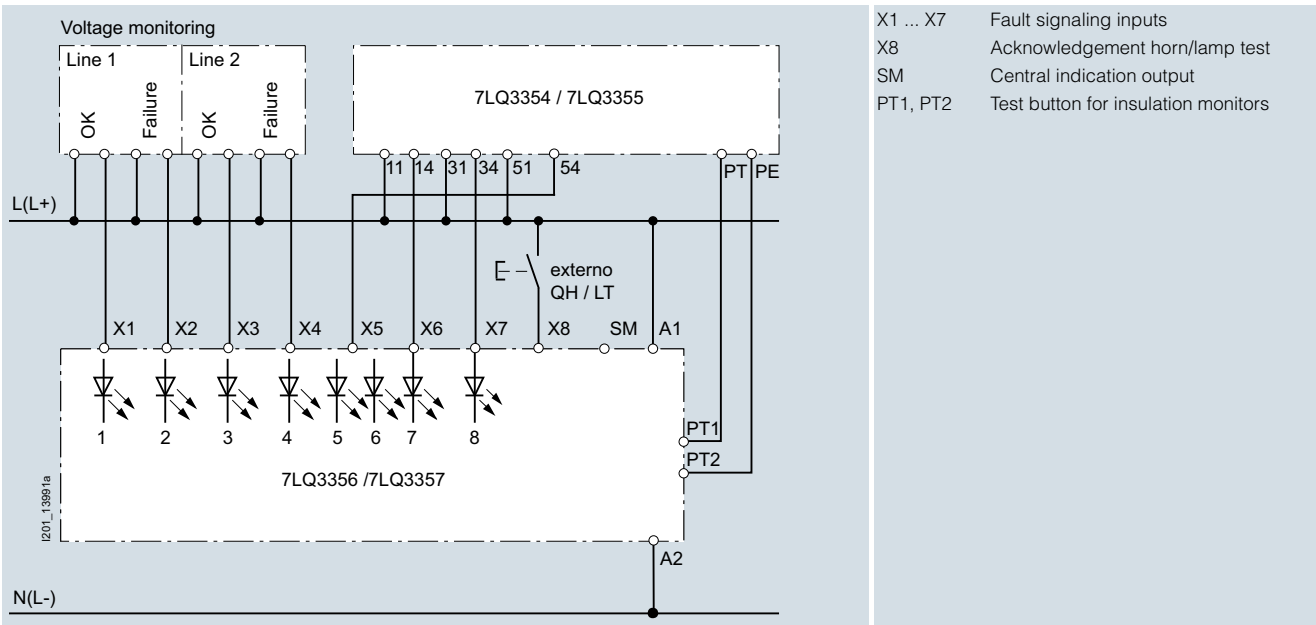 Voltage monitoring
Line 1
Line 2
OK
Failure
OK
Failure
7LQ3354 / 7LQ3355
11 14 31 34 51 54 PT PE
L(L+)
externo
QH / LT
X1 X2 X3 X4 X5 X6 X7 X8 SM A1
1 2 3 4 5 6 7 8
PT1
PT2
7LQ3356 /7LQ3357
I201_13991a
A2
N(L-)
X1 ... X7 Fault signaling inputs
X8 Acknowledgement horn/lamp test
SM Central indication output
PT1, PT2 Test button for insulation monitors